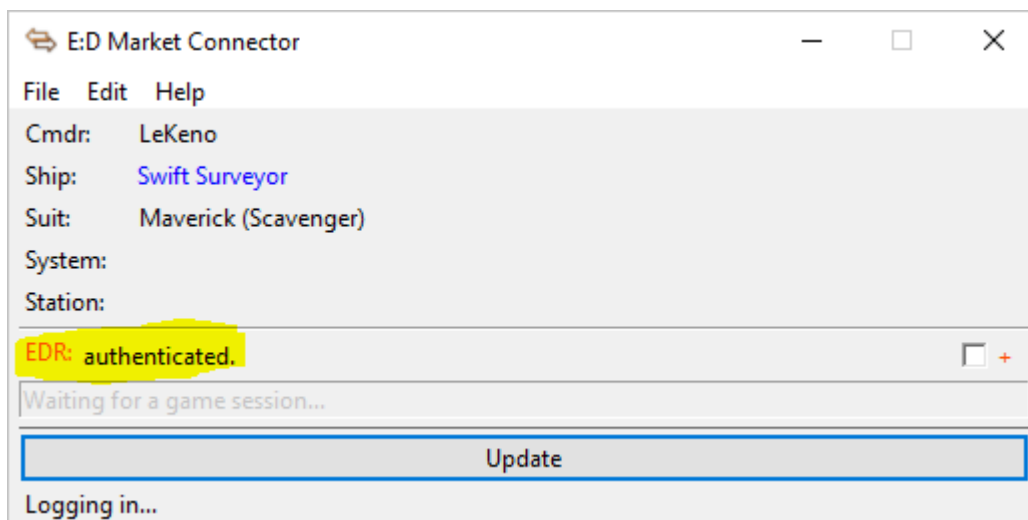 E:D Market Connector
File Edit Help
Cmdr: LeKeno
Ship: Swift Surveyor
Suit: Maverick (Scavenger)
System:
Station:
EDR: authenticated. +
Waiting for a game session...
Update
Logging in...